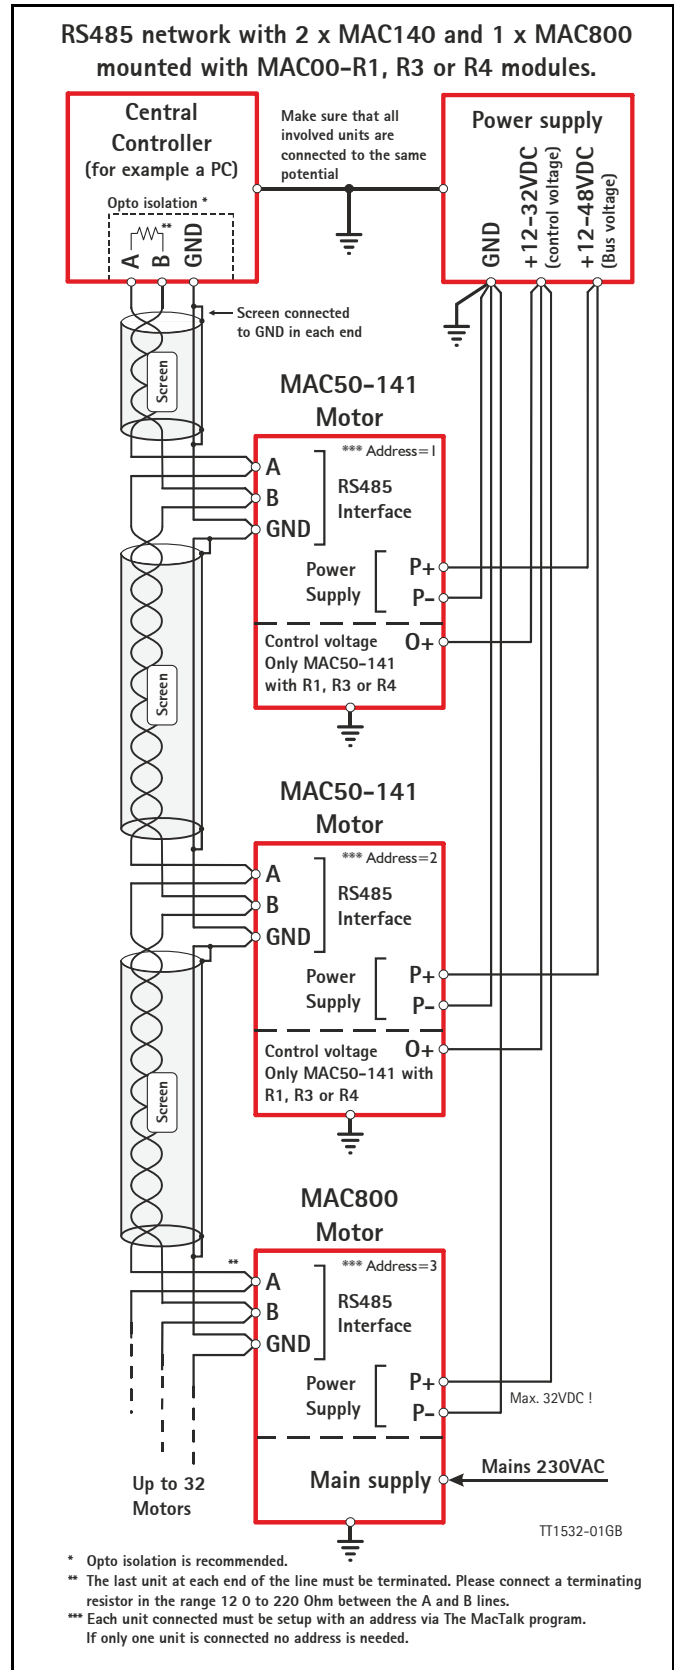 RS485 network with 2 x MAC140 and 1 x MAC800
mounted with MAC00-R1, R3 or R4 modules.
Central
Controller
(for example a PC)
Opto isolation *
**
A
B
GND
Make sure that all
involved units are
connected to the same
potential
Power supply
GND
+12-32VDC
(control voltage)
+12-48VDC
(Bus voltage)
Screen connected
to GND in each end
Screen
MAC50-141
Motor
*** Address=1
A
B
GND
RS485
Interface
Power
Supply
P+
P-
Control voltage
Only MAC50-141
with R1, R3 or R4
O+
Screen
MAC50-141
Motor
*** Address=2
A
B
GND
RS485
Interface
Power
Supply
P+
P-
Control voltage
Only MAC50-141 with
R1, R3 or R4
O+
Screen
MAC800
Motor
**
*** Address=3
A
B
GND
RS485
Interface
Power
Supply
P+
P-
Max. 32VDC !
Main supply
Mains 230VAC
Up to 32
Motors
TT1532-01GB
* Opto isolation is recommended.
** The last unit at each end of the line must be terminated. Please connect a terminating
resistor in the range 12 0 to 220 Ohm between the A and B lines.
*** Each unit connected must be setup with an address via The MacTalk program.
If only one unit is connected no address is needed.